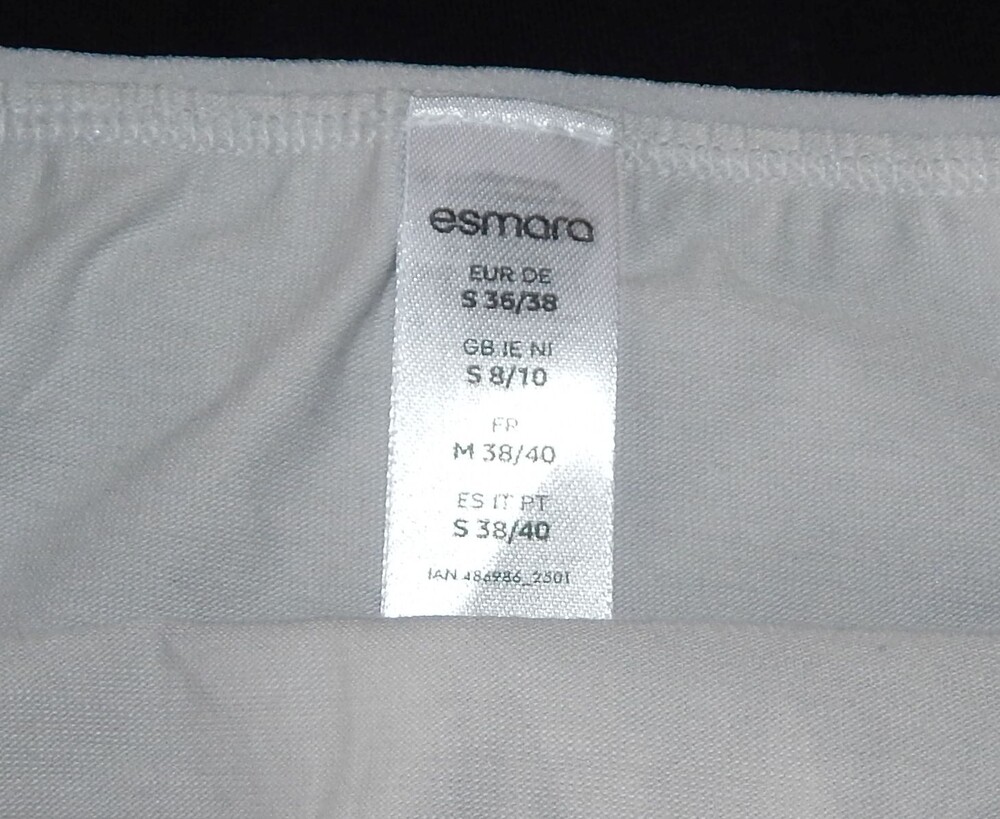 esmara
EUR DE
S 36/38
GB IE NI
S 8/10
FR
M 38/40
ES IT PT
S 38/40
IAN 486986_2501